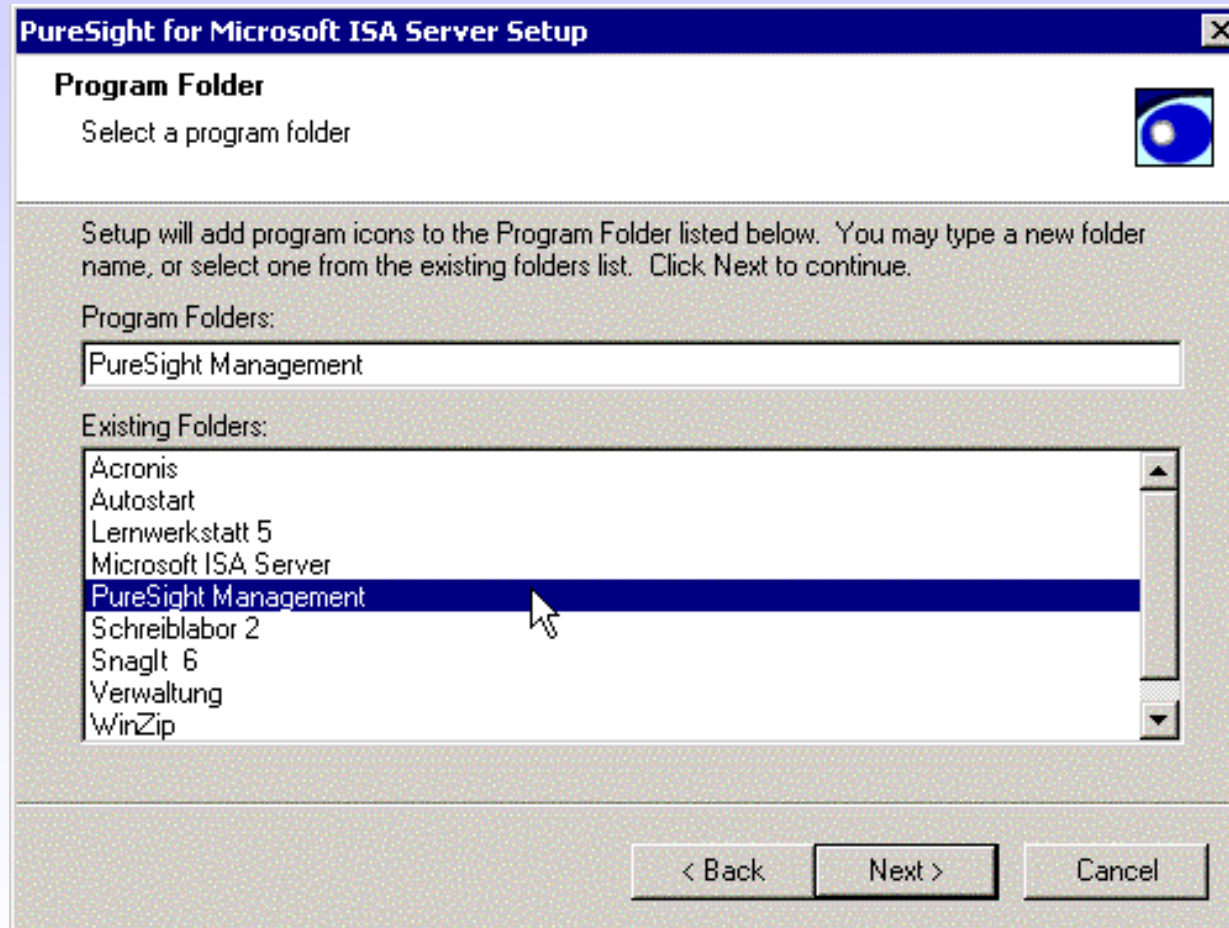 PureSight for Microsoft ISA Server Setup
Program Folder
Select a program folder
Setup will add program icons to the Program Folder listed below.  You may type a new folder
name, or select one from the existing folders list.  Click Next to continue.
Program Folders:
PureSight Management
Existing Folders:
Acronis
Autostart
Lernwerkstatt 5
Microsoft ISA Server
PureSight Management
Schreiblabor 2
SnagIt  6
Verwaltung
WinZip
< Back
Next >
Cancel